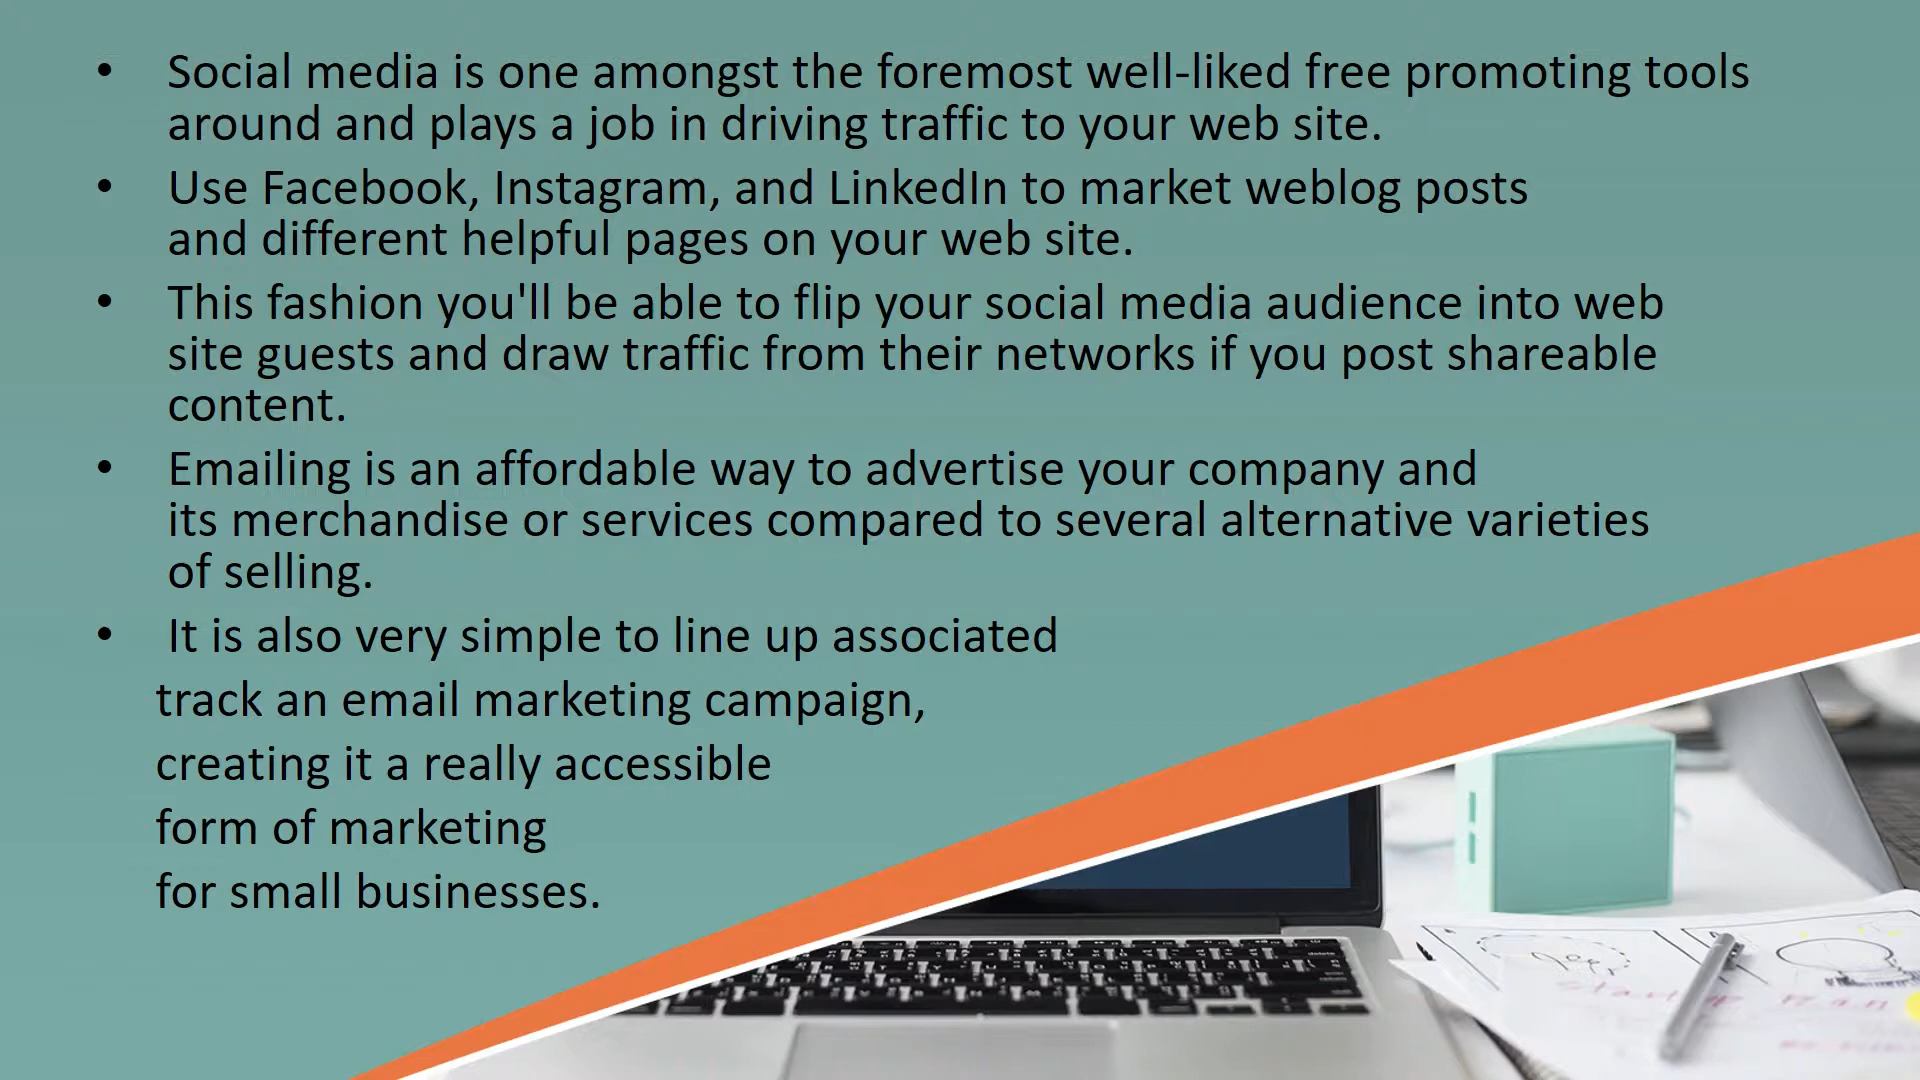 • Social media is one amongst the foremost well-liked free promoting tools
around and plays a job in driving traffic to your web site.
• Use Facebook, Instagram, and LinkedIn to market weblog posts
and different helpful pages on your web site.
• This fashion you'll be able to flip your social media audience into web
site guests and draw traffic from their networks if you post shareable
content.
• Emailing is an affordable way to advertise your company and
its merchandise or services compared to several alternative varieties
of selling.
• It is also very simple to line up associated
track an email marketing campaign,
creating it a really accessible
form of marketing
for small businesses.